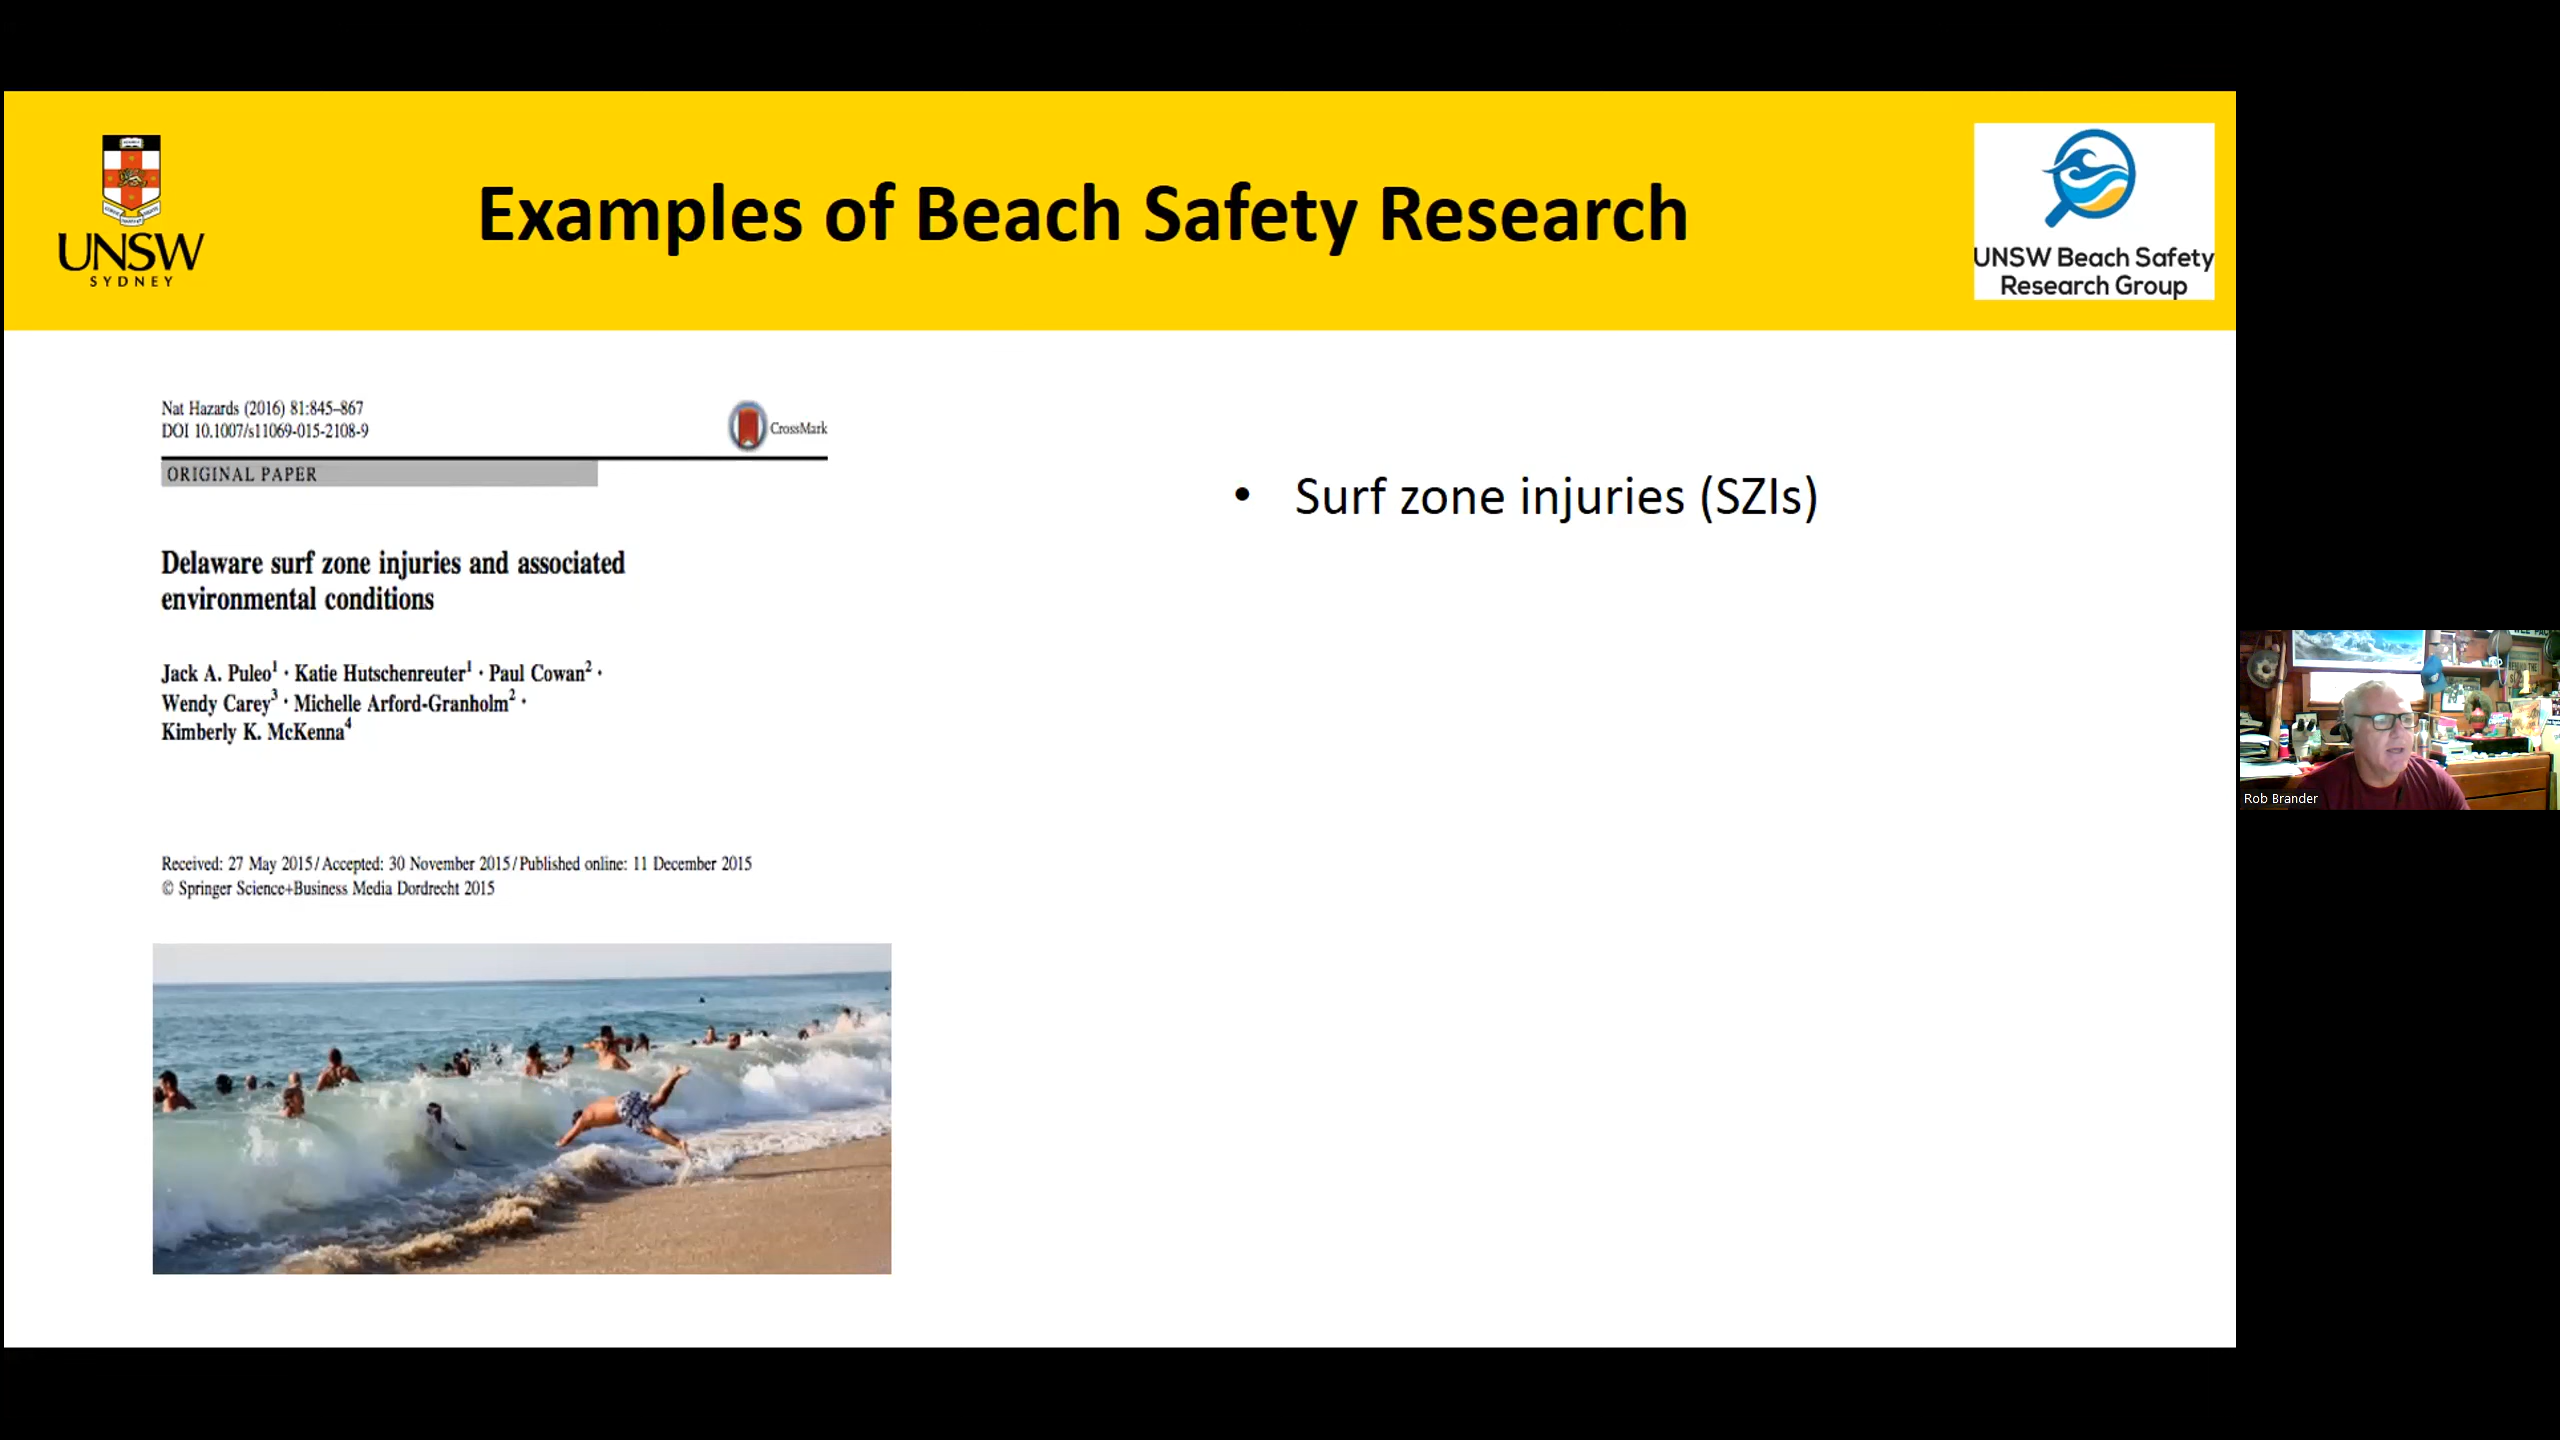 UNSW
SYDNEY
Examples of Beach Safety Research
UNSW Beach Safety
Research Group
Nat Hazards (2016) 81:845–867
DOI 10.1007/s11069-015-2108-9
CrossMark
ORIGINAL PAPER
Delaware surf zone injuries and associated
environmental conditions
Jack A. Puleo1 · Katie Hutschenreuter1 · Paul Cowan2 ·
Wendy Carey3 · Michelle Arford-Granholm2 ·
Kimberly K. McKenna4
Received: 27 May 2015 / Accepted: 30 November 2015 / Published online: 11 December 2015
© Springer Science+Business Media Dordrecht 2015
• Surf zone injuries (SZIs)
Rob Brander